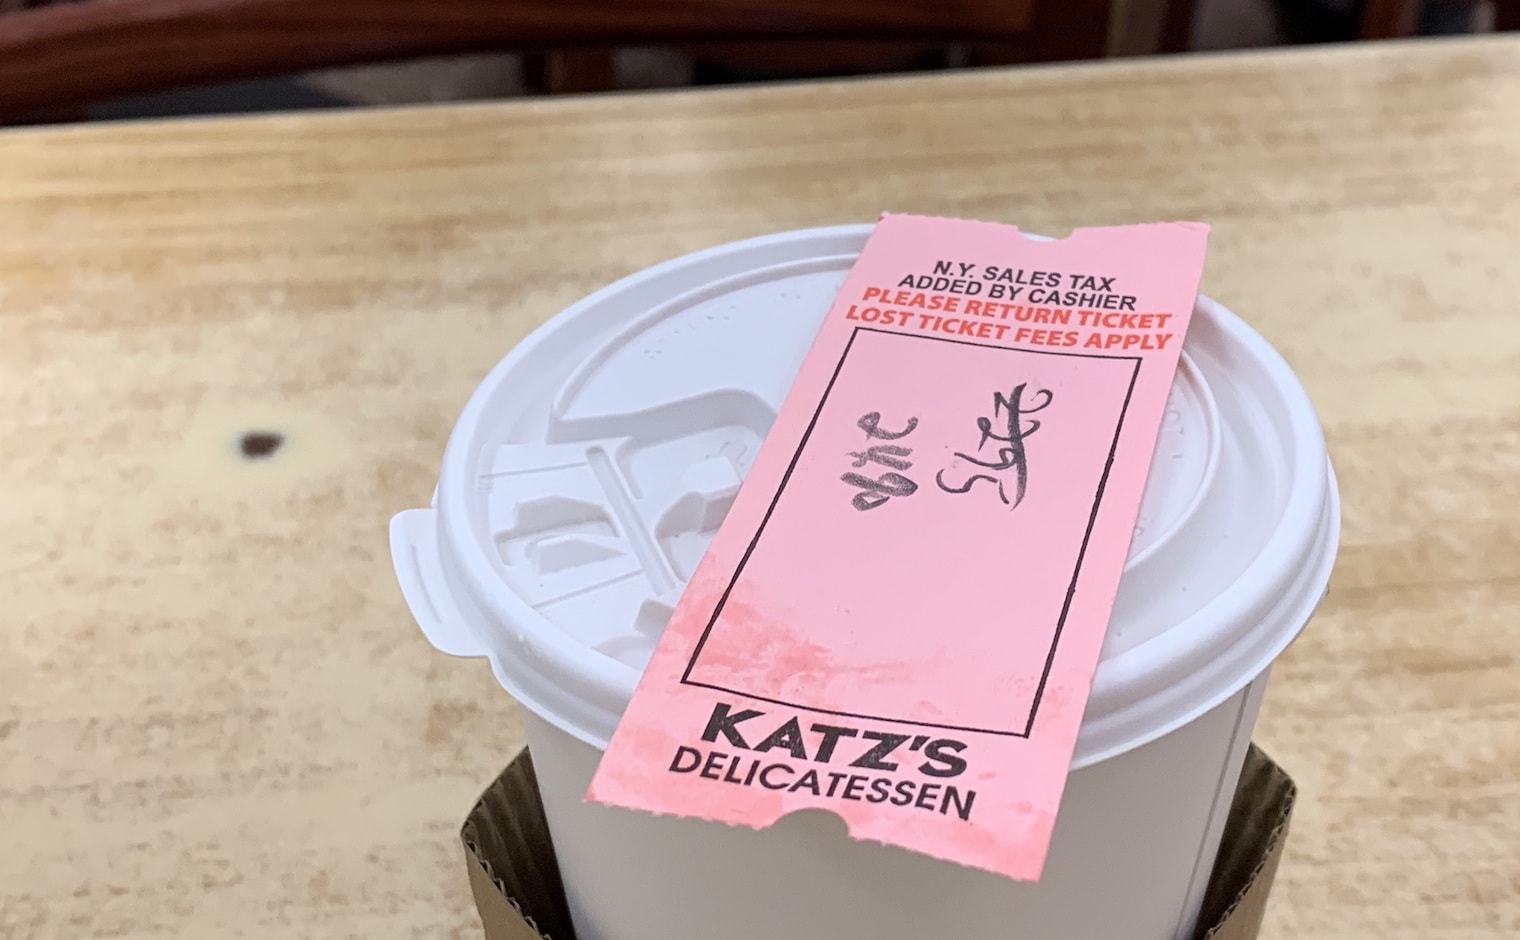 N.Y. SALES TAX
ADDED BY CASHIER
PLEASE RETURN TICKET
LOST TICKET FEES APPLY
KATZ'S
DELICATESSEN